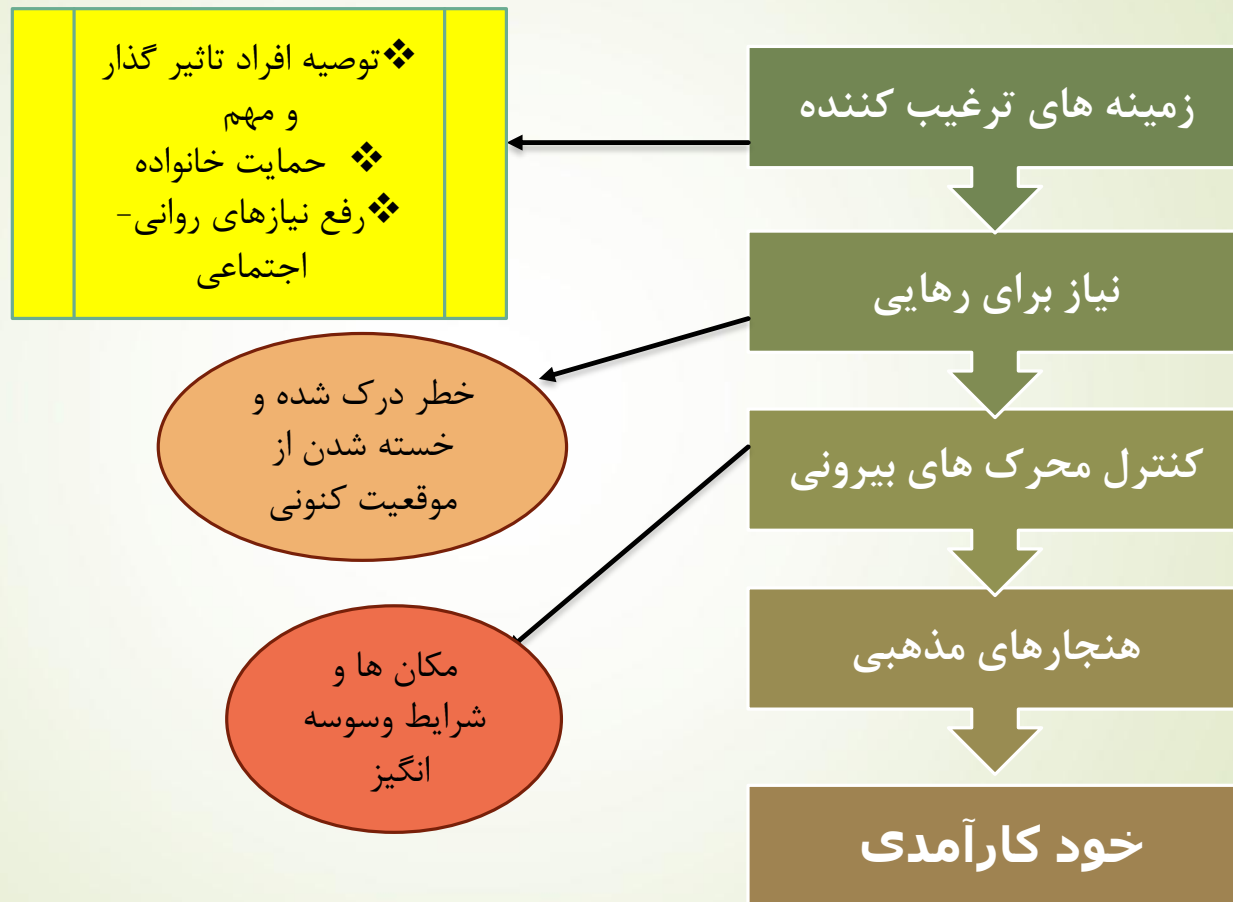 زمینه های ترغیب کننده
❖توصیه افراد تاثیر گذار
و مهم
❖ حمایت خانواده
❖رفع نیازهای روانی-
اجتماعی
نیاز برای رهایی
خطر درک شده و
خسته شدن از
موقعیت کنونی
کنترل محرک های بیرونی
مکان ها و
شرایط وسوسه
انگیز
هنجارهای مذهبی
خود کارآمدی